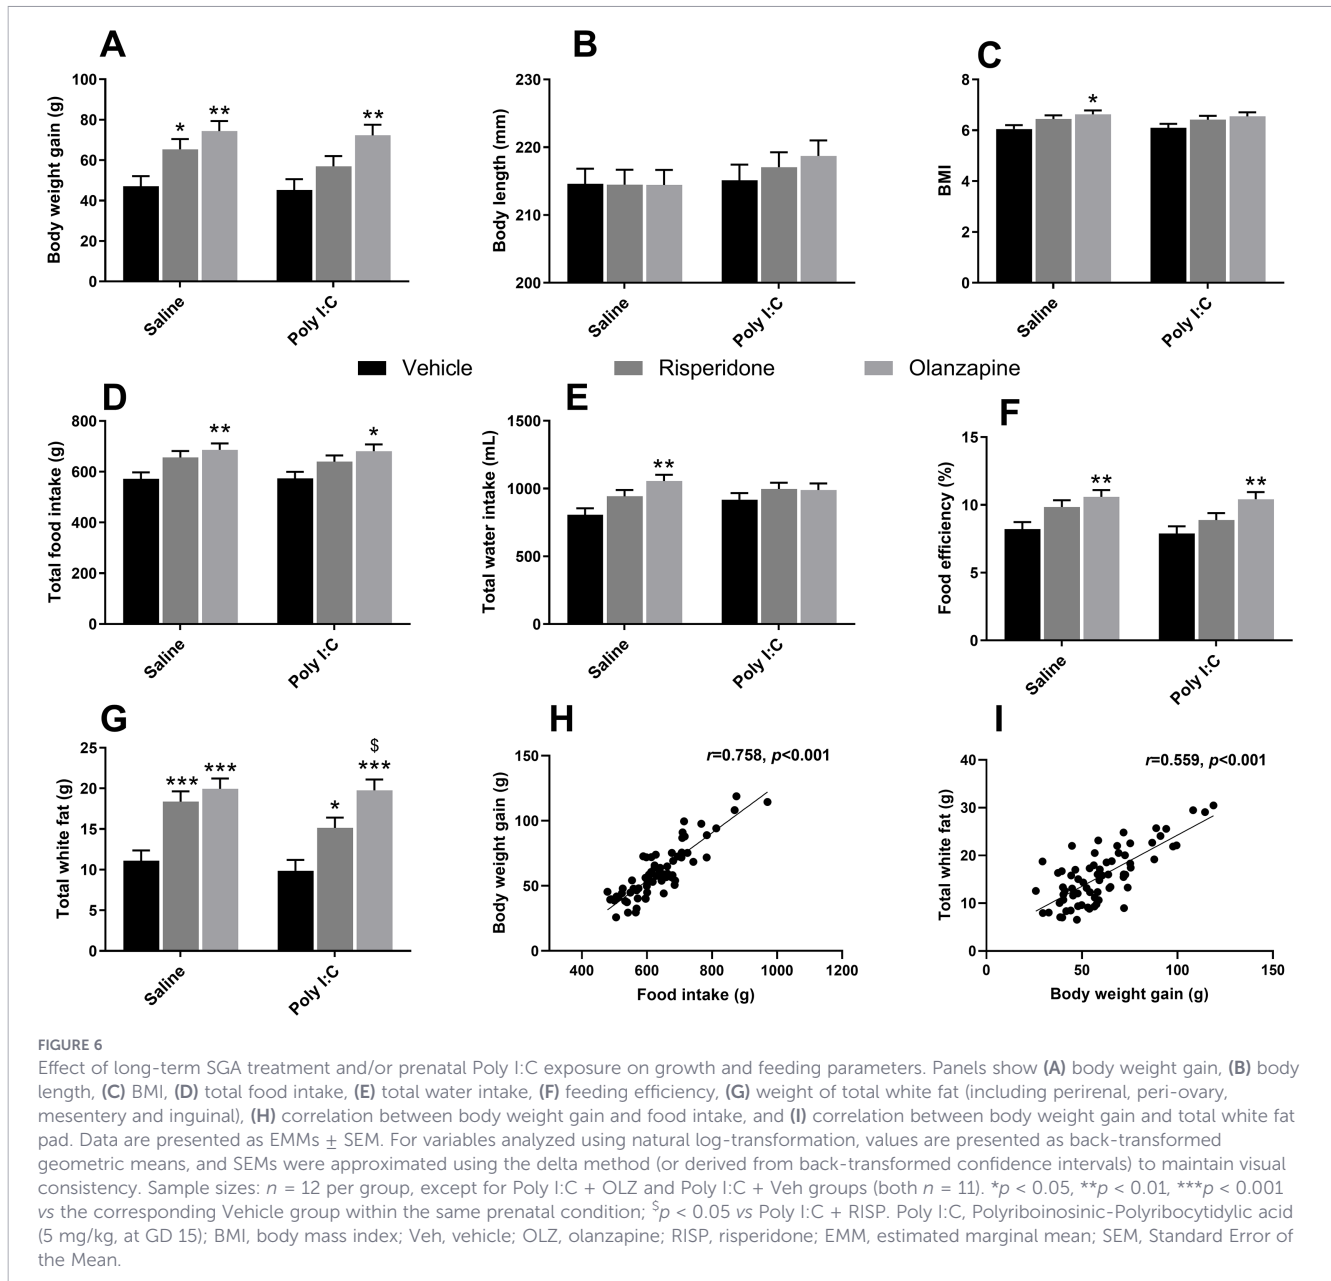 A
B
C
Body weight gain (g)
100
80
60
40
20
0
*
**
**
Saline
Poly I:C
Body length (mm)
230
220
210
200
Saline
Poly I:C
BMI
8
6
4
2
0
*
Saline
Poly I:C
Vehicle
Risperidone
Olanzapine
D
E
F
Total food intake (g)
800
600
400
200
0
**
*
Saline
Poly I:C
Total water intake (mL)
1500
1000
500
0
**
Saline
Poly I:C
Food efficiency (%)
15
10
5
0
**
**
Saline
Poly I:C
G
H
I
Total white fat (g)
25
20
15
10
5
0
***
***
*
$
***
Saline
Poly I:C
Body weight gain (g)
150
100
50
0
r=0.758, p<0.001
400
600
800
1000
1200
Food intake (g)
Total white fat (g)
40
30
20
10
0
r=0.559, p<0.001
0
50
100
150
Body weight gain (g)
FIGURE 6
Effect of long-term SGA treatment and/or prenatal Poly I:C exposure on growth and feeding parameters. Panels show (A) body weight gain, (B) body
length, (C) BMI, (D) total food intake, (E) total water intake, (F) feeding efficiency, (G) weight of total white fat (including perirenal, peri-ovary,
mesentery and inguinal), (H) correlation between body weight gain and food intake, and (I) correlation between body weight gain and total white fat
pad. Data are presented as EMMs ± SEM. For variables analyzed using natural log-transformation, values are presented as back-transformed
geometric means, and SEMs were approximated using the delta method (or derived from back-transformed confidence intervals) to maintain visual
consistency. Sample sizes: n = 12 per group, except for Poly I:C + OLZ and Poly I:C + Veh groups (both n = 11). *p < 0.05, **p < 0.01, ***p < 0.001
vs the corresponding Vehicle group within the same prenatal condition; $p < 0.05 vs Poly I:C + RISP. Poly I:C, Polyriboinosinic-Polyribocytidylic acid
(5 mg/kg, at GD 15); BMI, body mass index; Veh, vehicle; OLZ, olanzapine; RISP, risperidone; EMM, estimated marginal mean; SEM, Standard Error of
the Mean.